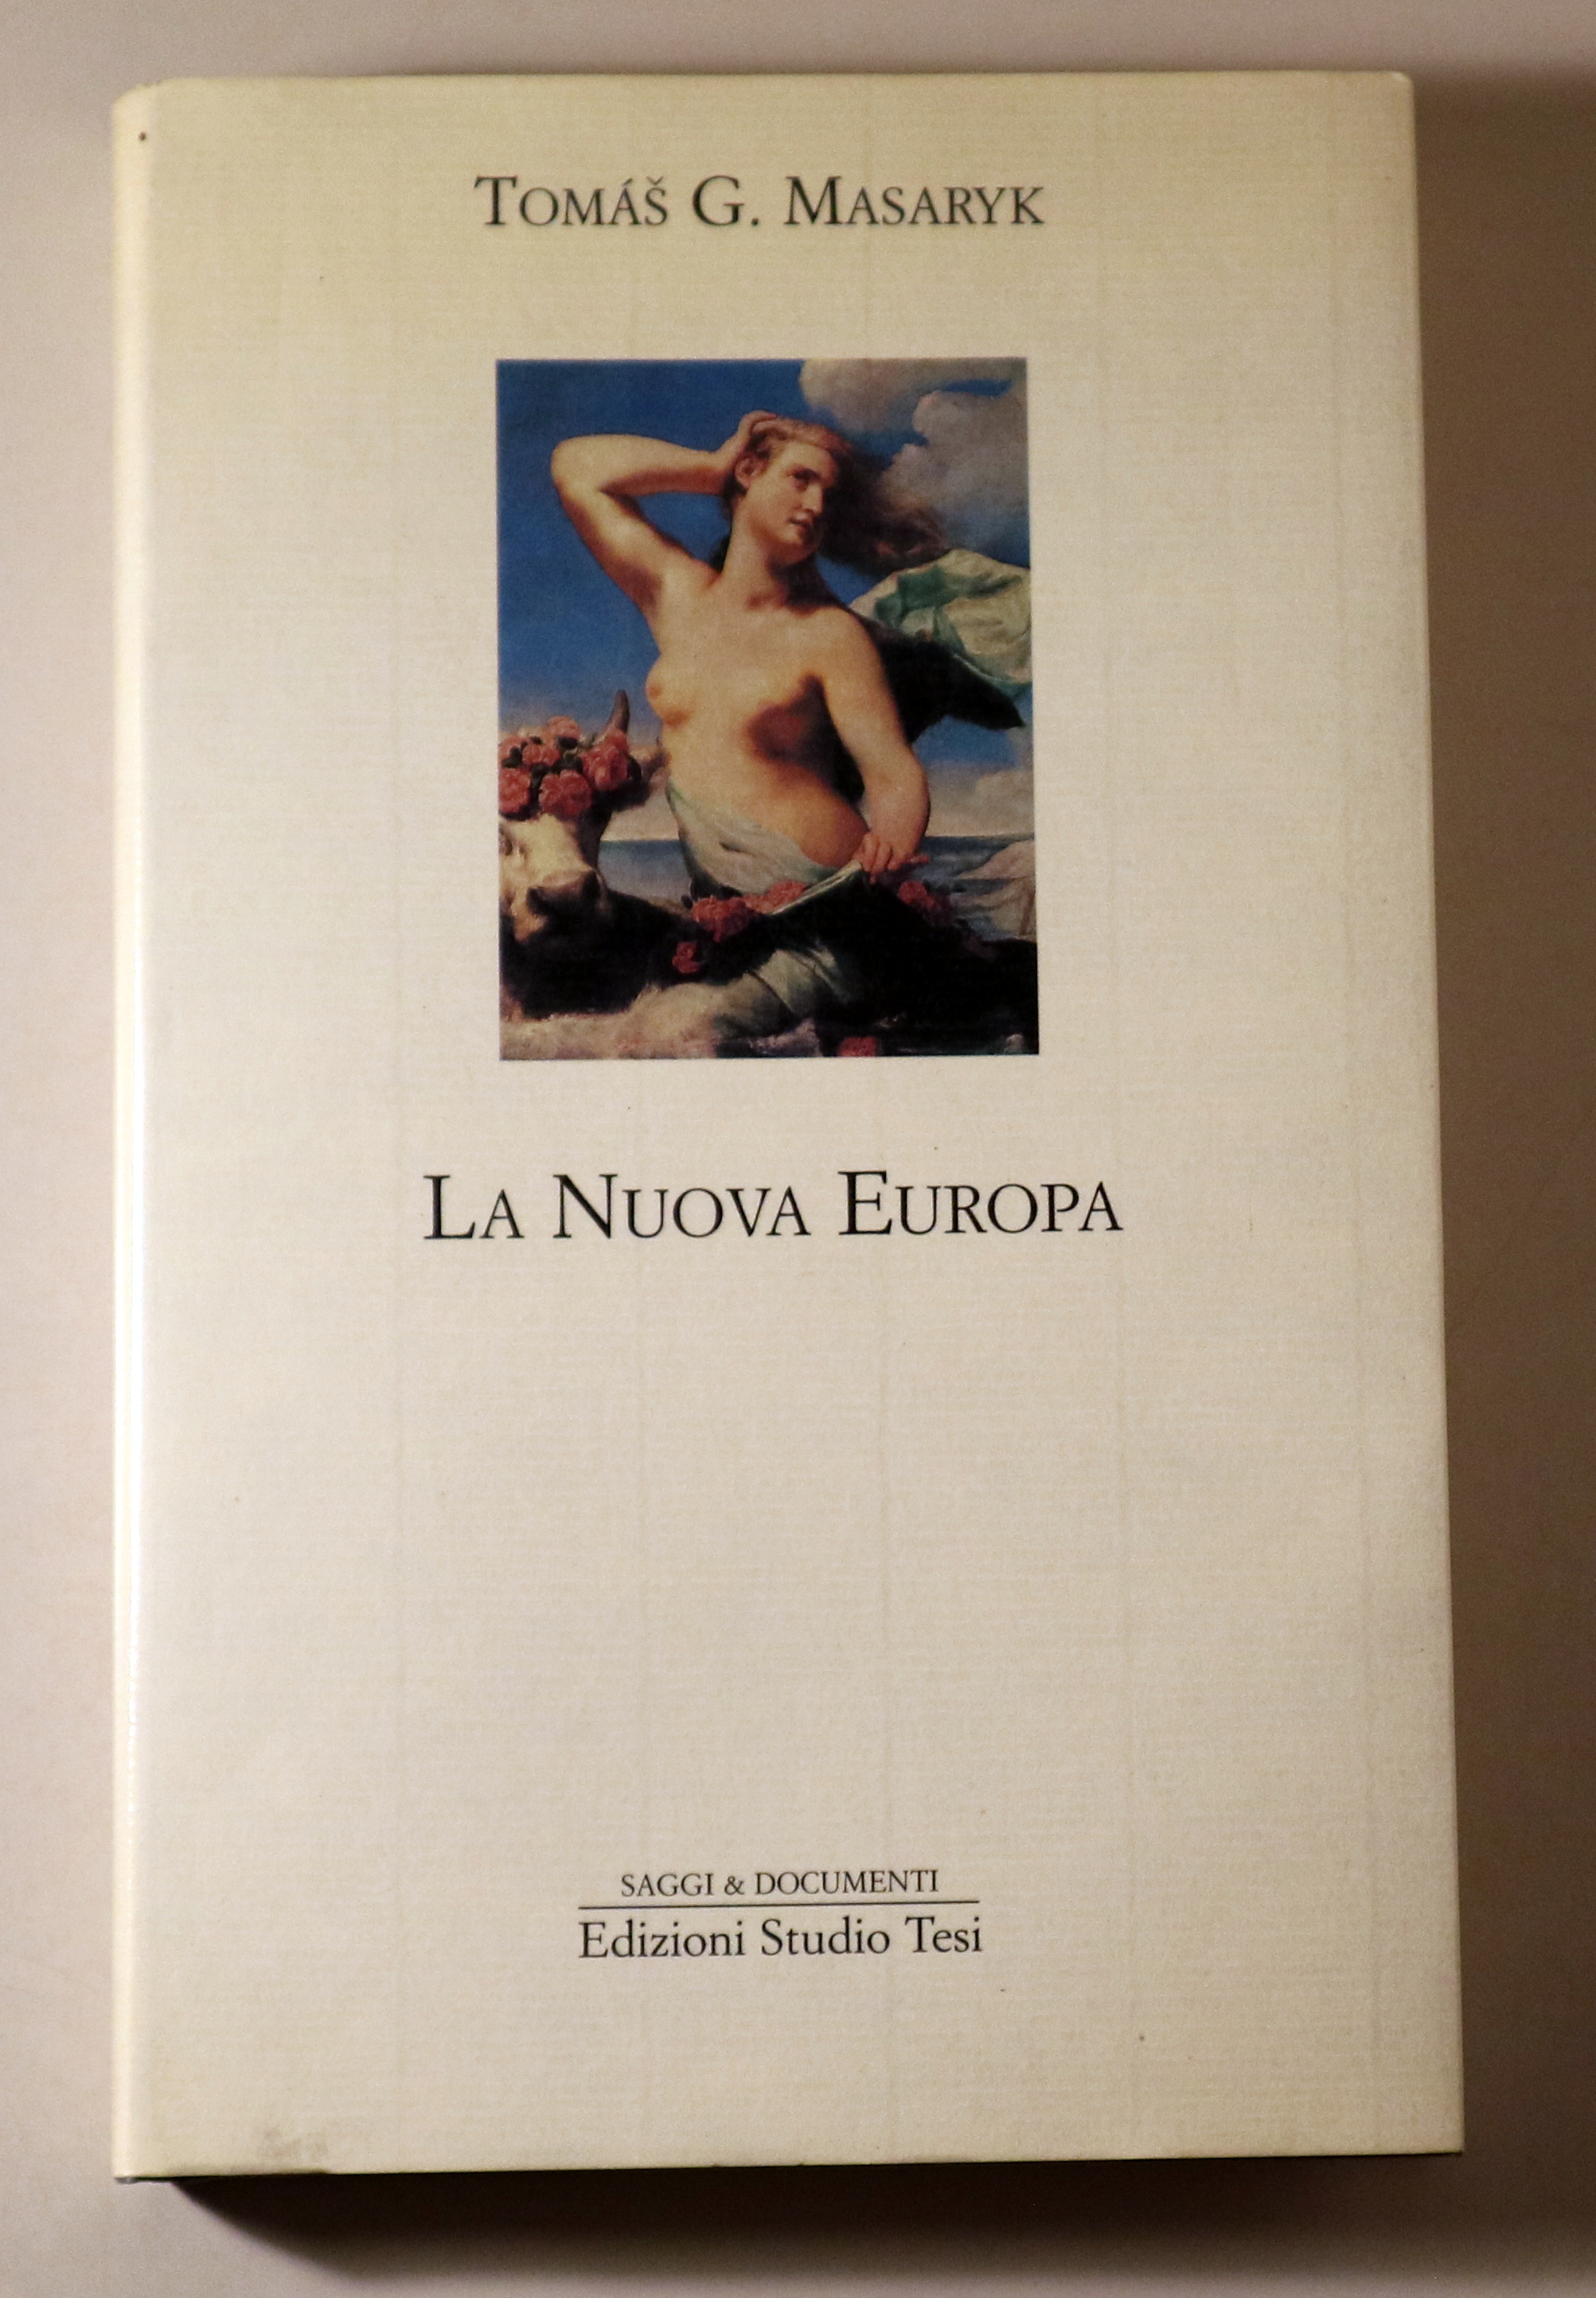 TOMÁŠ G. MASARYK
LA NUOVA EUROPA
SAGGI & DOCUMENTI
Edizioni Studio Tesi